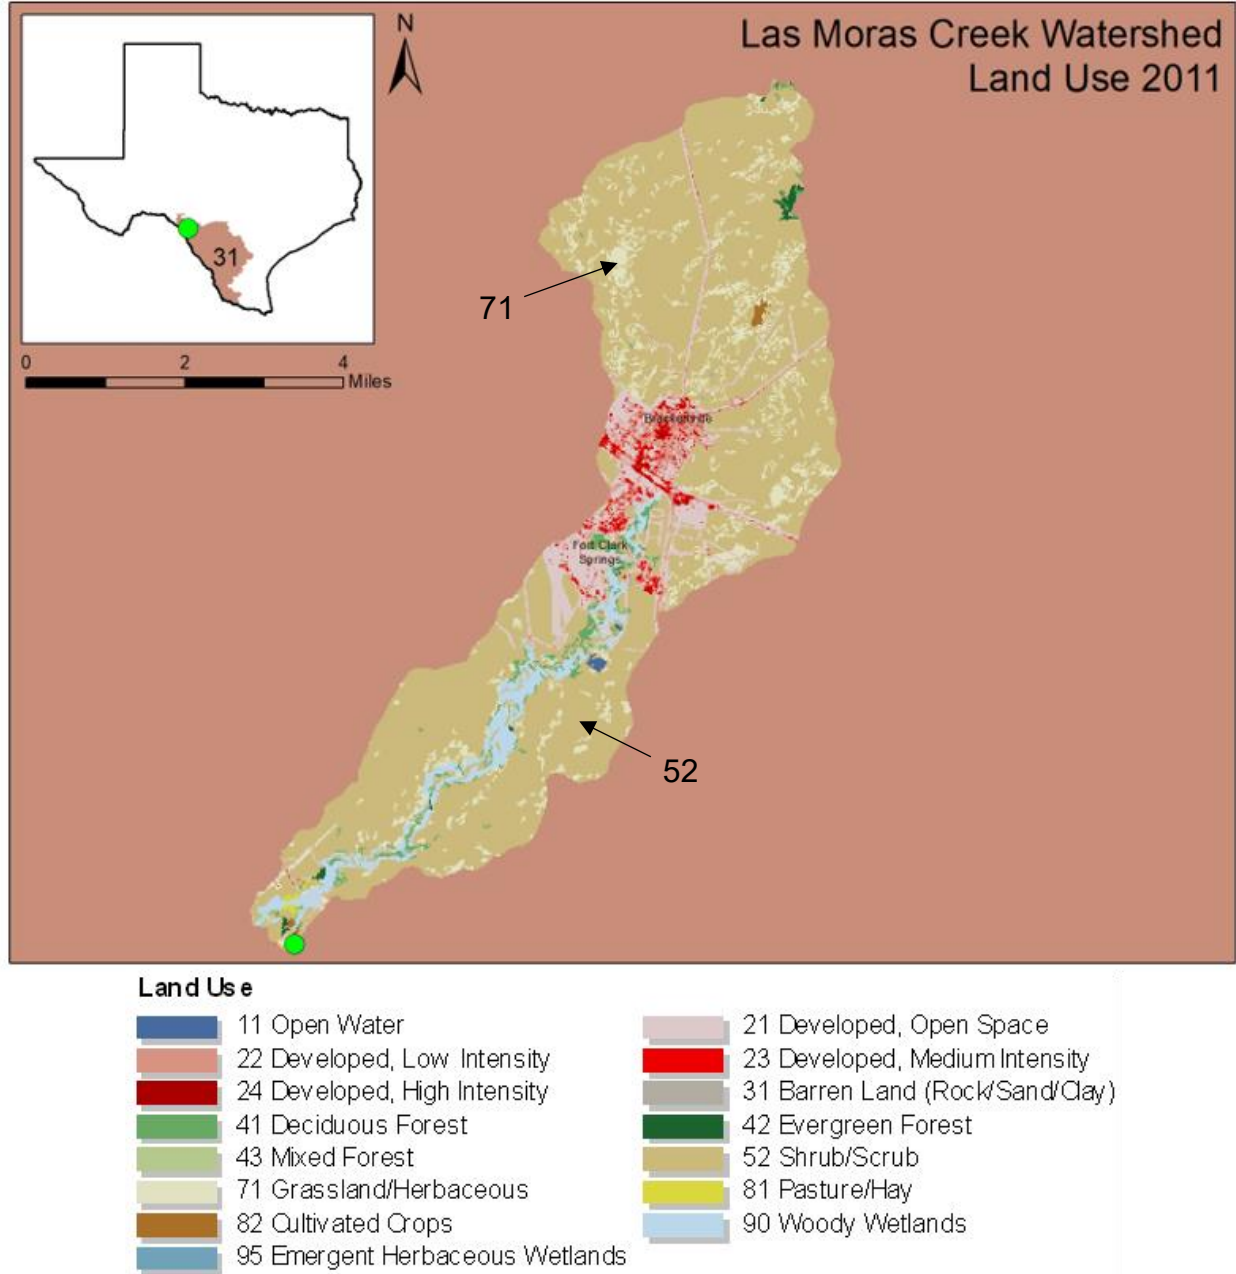 Las Moras Creek Watershed
Land Use 2011
N
31
0 2 4
Miles
71
Brackettville
Fort Clark
Springs
52
Land Use
11 Open Water
21 Developed, Open Space
22 Developed, Low Intensity
23 Developed, Medium Intensity
24 Developed, High Intensity
31 Barren Land (Rock/Sand/Clay)
41 Deciduous Forest
42 Evergreen Forest
43 Mixed Forest
52 Shrub/Scrub
71 Grassland/Herbaceous
81 Pasture/Hay
82 Cultivated Crops
90 Woody Wetlands
95 Emergent Herbaceous Wetlands